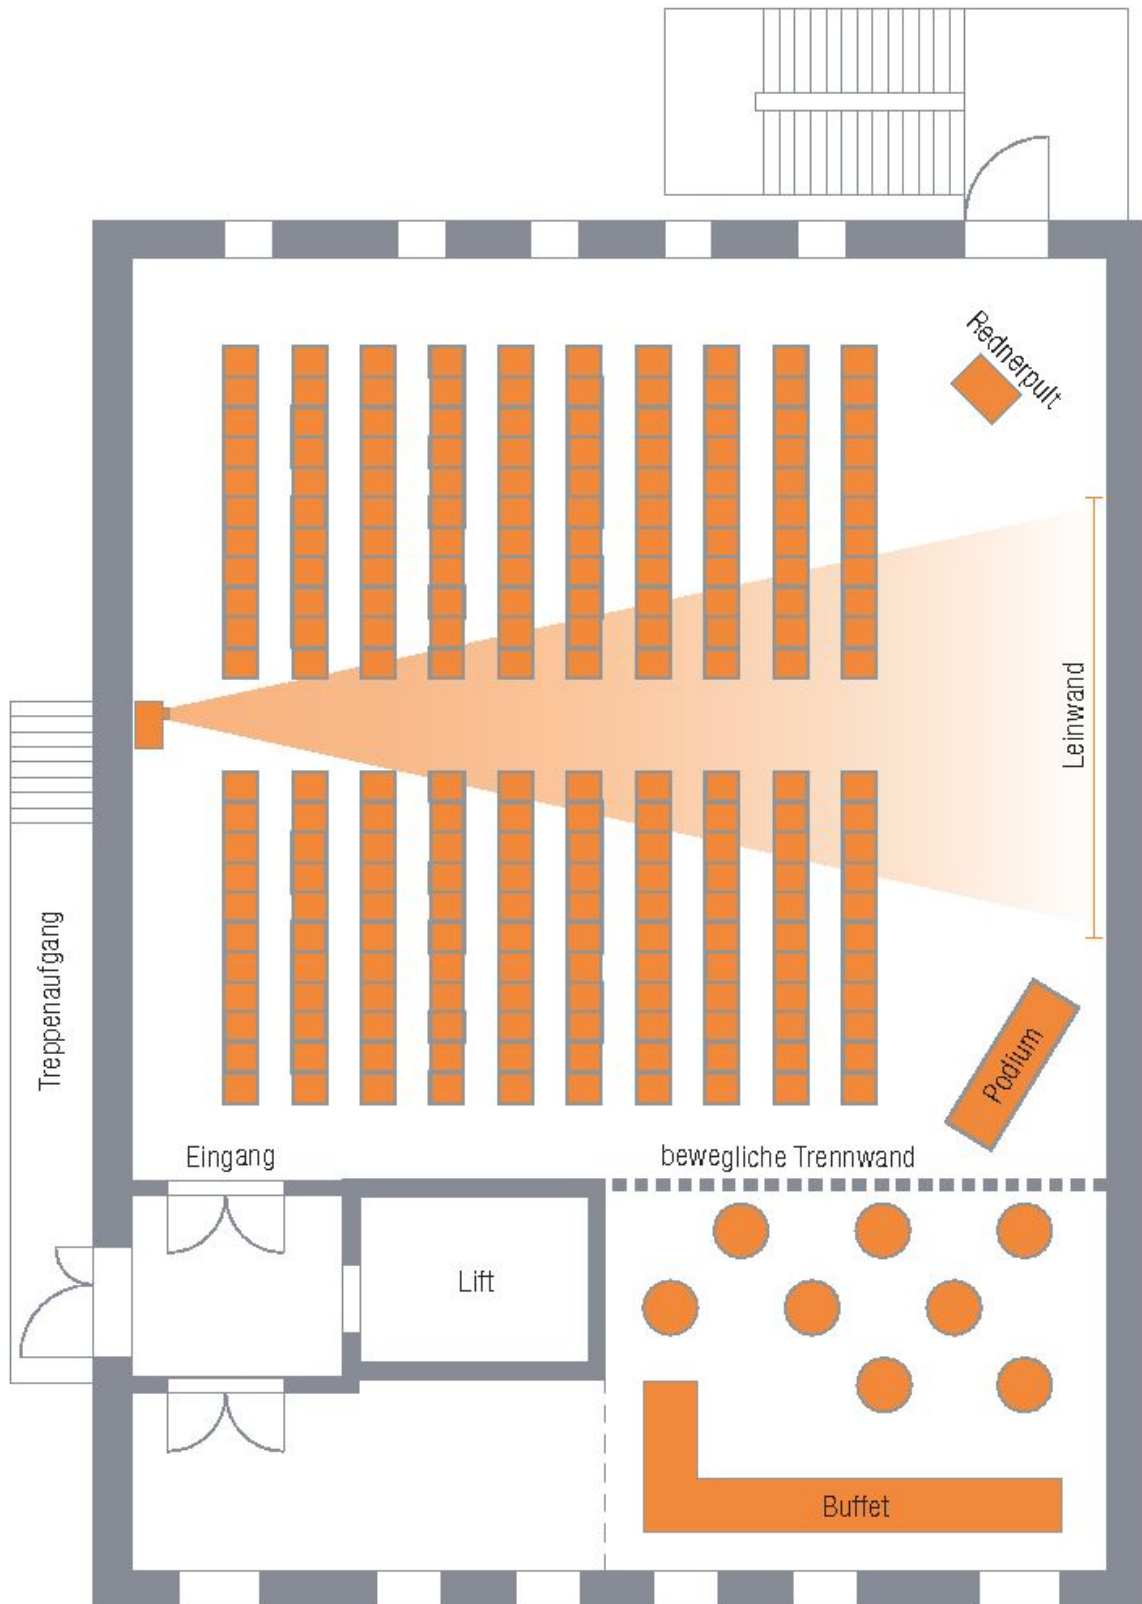 Rednerpult
Leinwand
Treppenaufgang
Podium
Eingang
bewegliche Trennwand
Lift
Buffet